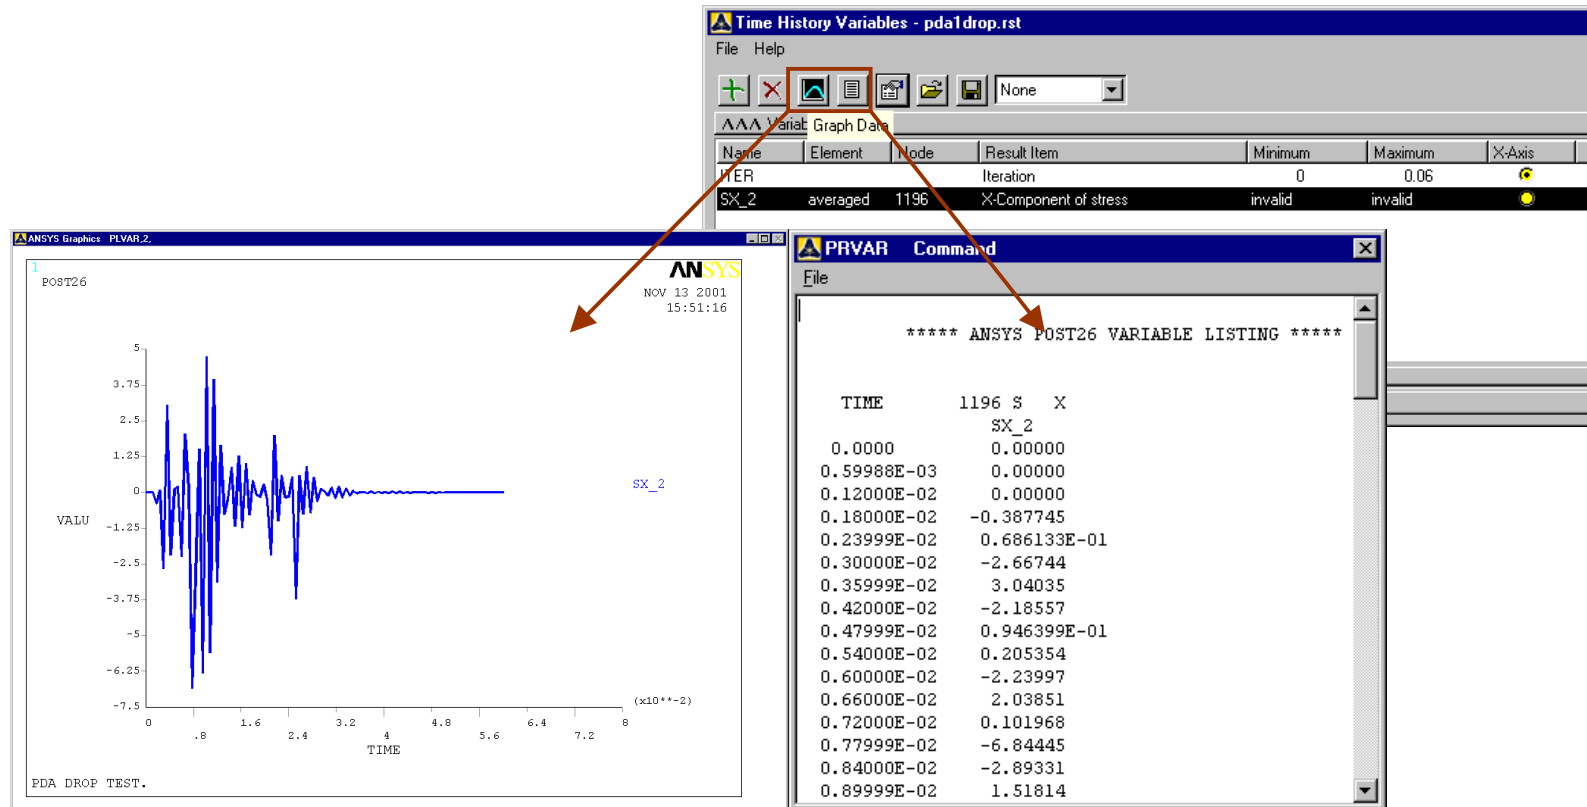 Time History Variables - pda1drop.rst
File Help
None
Graph Data
Name Element Node Result Item Minimum Maximum X-Axis
ITER Iteration 0 0.06
SX_2 averaged 1196 X-Component of stress invalid invalid
ANSYS Graphics PLVAR,2,
1
POST26
ANSYS
NOV 13 2001
15:51:16
5
3.75
2.5
1.25
0
-1.25
-2.5
-3.75
-5
-6.25
-7.5
VALU
SX_2
(x10**-2)
0 .8 1.6 2.4 3.2 4 4.8 5.6 6.4 7.2 8
TIME
PDA DROP TEST.
PRVAR Command
File
***** ANSYS POST26 VARIABLE LISTING *****
TIME 1196 S X
SX_2
0.0000 0.00000
0.59988E-03 0.00000
0.12000E-02 0.00000
0.18000E-02 -0.387745
0.23999E-02 0.686133E-01
0.30000E-02 -2.66744
0.35999E-02 3.04035
0.42000E-02 -2.18557
0.47999E-02 0.946399E-01
0.54000E-02 0.205354
0.60000E-02 -2.23997
0.66000E-02 2.03851
0.72000E-02 0.101968
0.77999E-02 -6.84445
0.84000E-02 -2.89331
0.89999E-02 1.51814